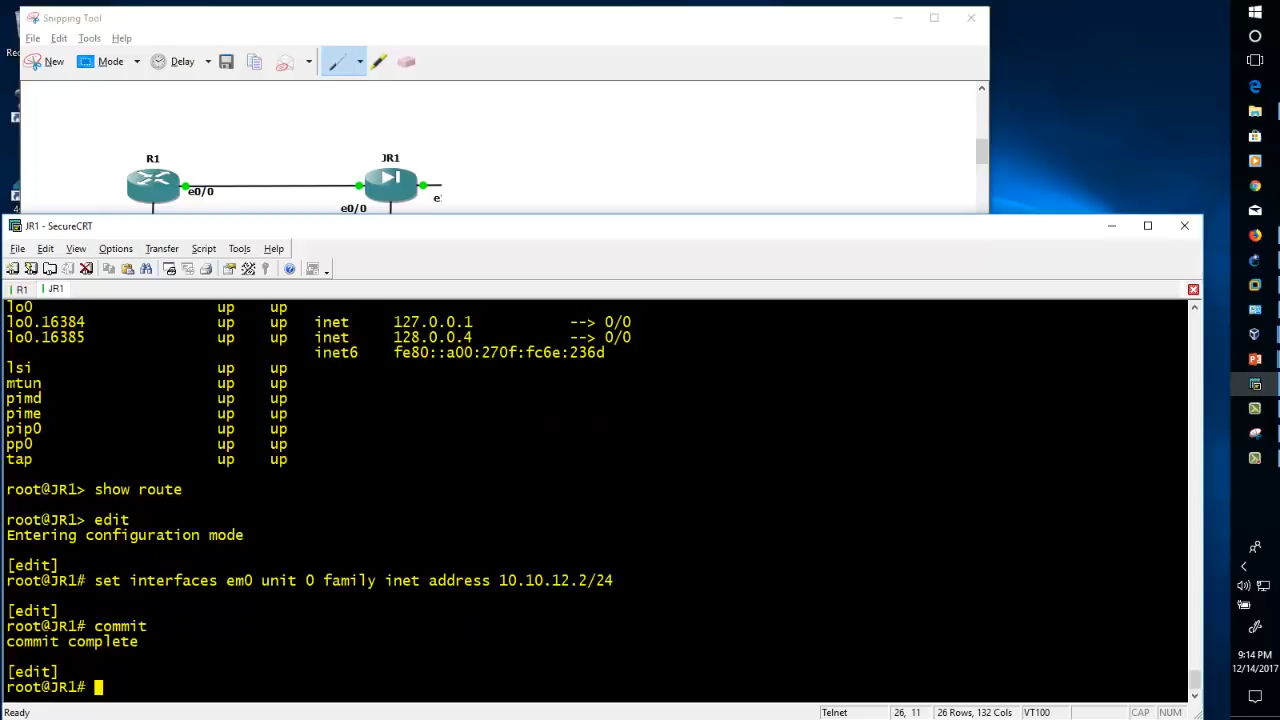 Snipping Tool
File Edit Tools Help
New Mode Delay
R1
JR1
e0/0
e0/0
JR1 - SecureCRT
File Edit View Options Transfer Script Tools Help
R1 JR1
lo0 up up
lo0.16384 up up inet 127.0.0.1 --> 0/0
lo0.16385 up up inet 128.0.0.4 --> 0/0
inet6 fe80::a00:270f:fc6e:236d
lsi up up
mtun up up
pimd up up
pime up up
pip0 up up
pp0 up up
tap up up
root@JR1> show route
root@JR1> edit
Entering configuration mode
[edit]
root@JR1# set interfaces em0 unit 0 family inet address 10.10.12.2/24
[edit]
root@JR1# commit
commit complete
[edit]
root@JR1#
Ready Telnet 26, 11 26 Rows, 132 Cols VT100 CAP NUM
9:14 PM
12/14/2017